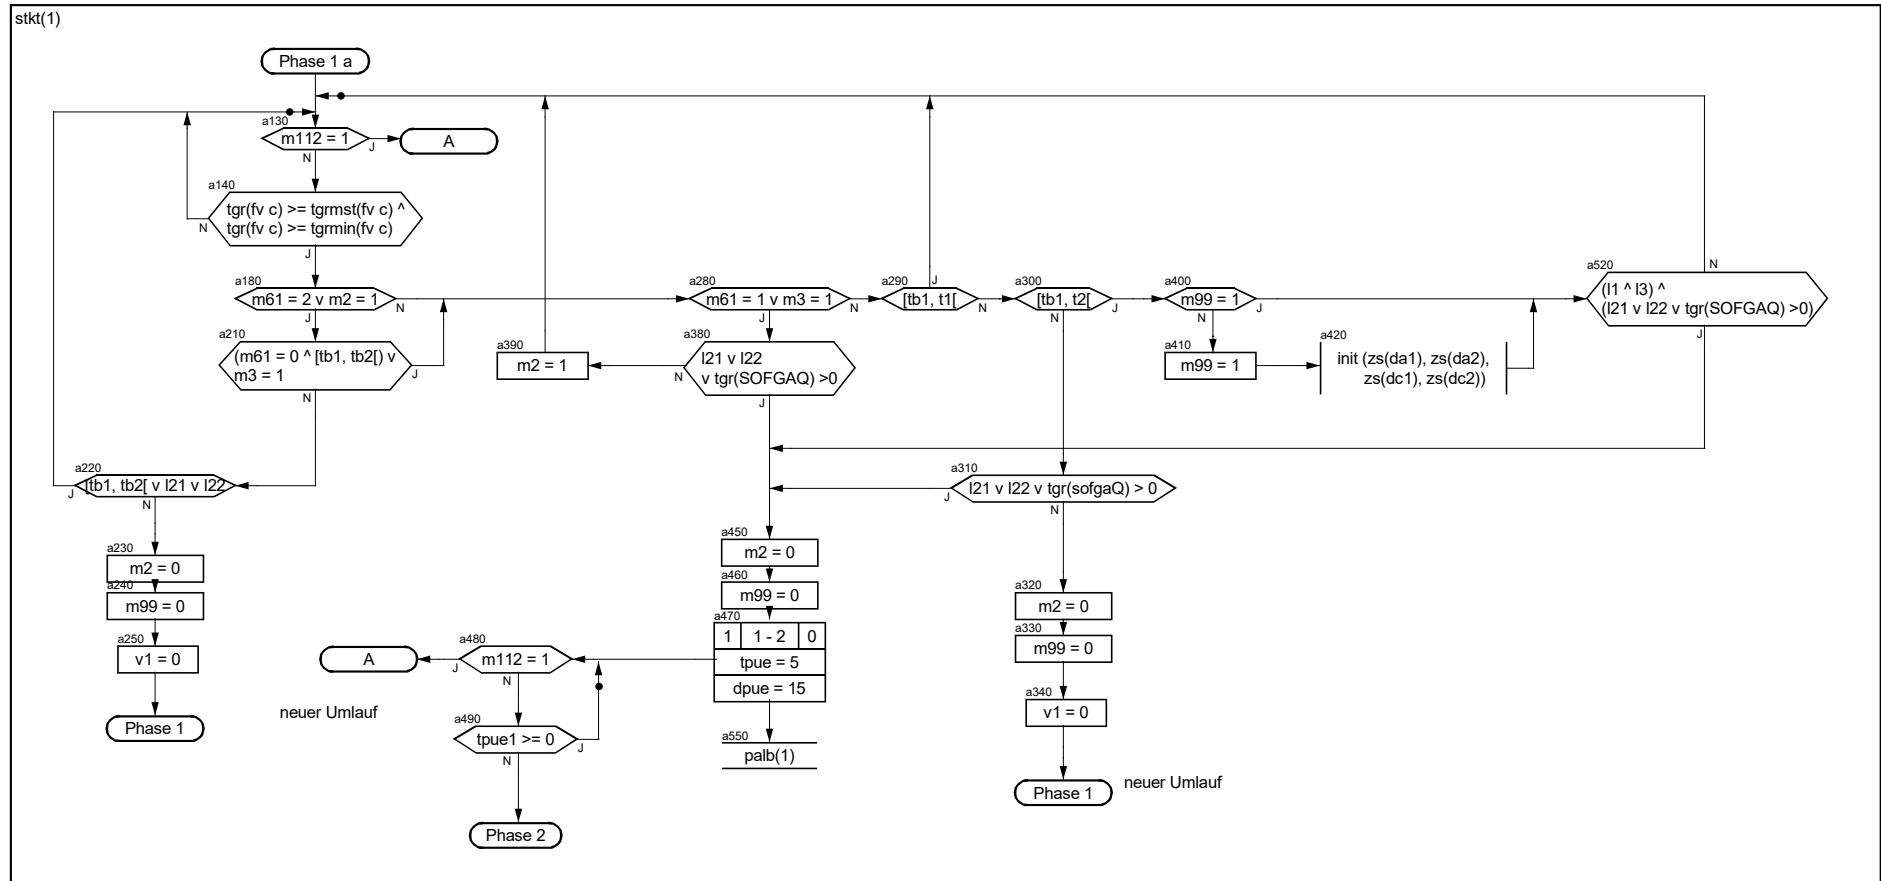 stkt(1)
Phase 1 a
a130
m112 = 1
J
N
A
a140
tgr(fv c) >= tgrmst(fv c) ^
tgr(fv c) >= tgrmin(fv c)
N
J
a180
m61 = 2 v m2 = 1
N
J
a210
(m61 = 0 ^ [tb1, tb2[) v
m3 = 1
J
N
a220
[tb1, tb2[ v l21 v l22
J
N
a230
m2 = 0
a240
m99 = 0
a250
v1 = 0
Phase 1
neuer Umlauf
a280
m61 = 1 v m3 = 1
N
J
a290
[tb1, t1[
J
N
a300
[tb1, t2[
J
N
a400
m99 = 1
J
N
a410
m99 = 1
a420
init (zs(da1), zs(da2),
zs(dc1), zs(dc2))
a520
N
(l1 ^ l3) ^
(l21 v l22 v tgr(SOFGAQ) >0)
J
a380
l21 v l22
v tgr(SOFGAQ) >0
N
J
a390
m2 = 1
a310
l21 v l22 v tgr(sofgaQ) > 0
J
N
a450
m2 = 0
a460
m99 = 0
a470
1 1 - 2 0
tpue = 5
dpue = 15
a480
m112 = 1
J
N
A
a490
tpue1 >= 0
J
N
Phase 2
a550
palb(1)
a320
m2 = 0
a330
m99 = 0
a340
v1 = 0
Phase 1
neuer Umlauf